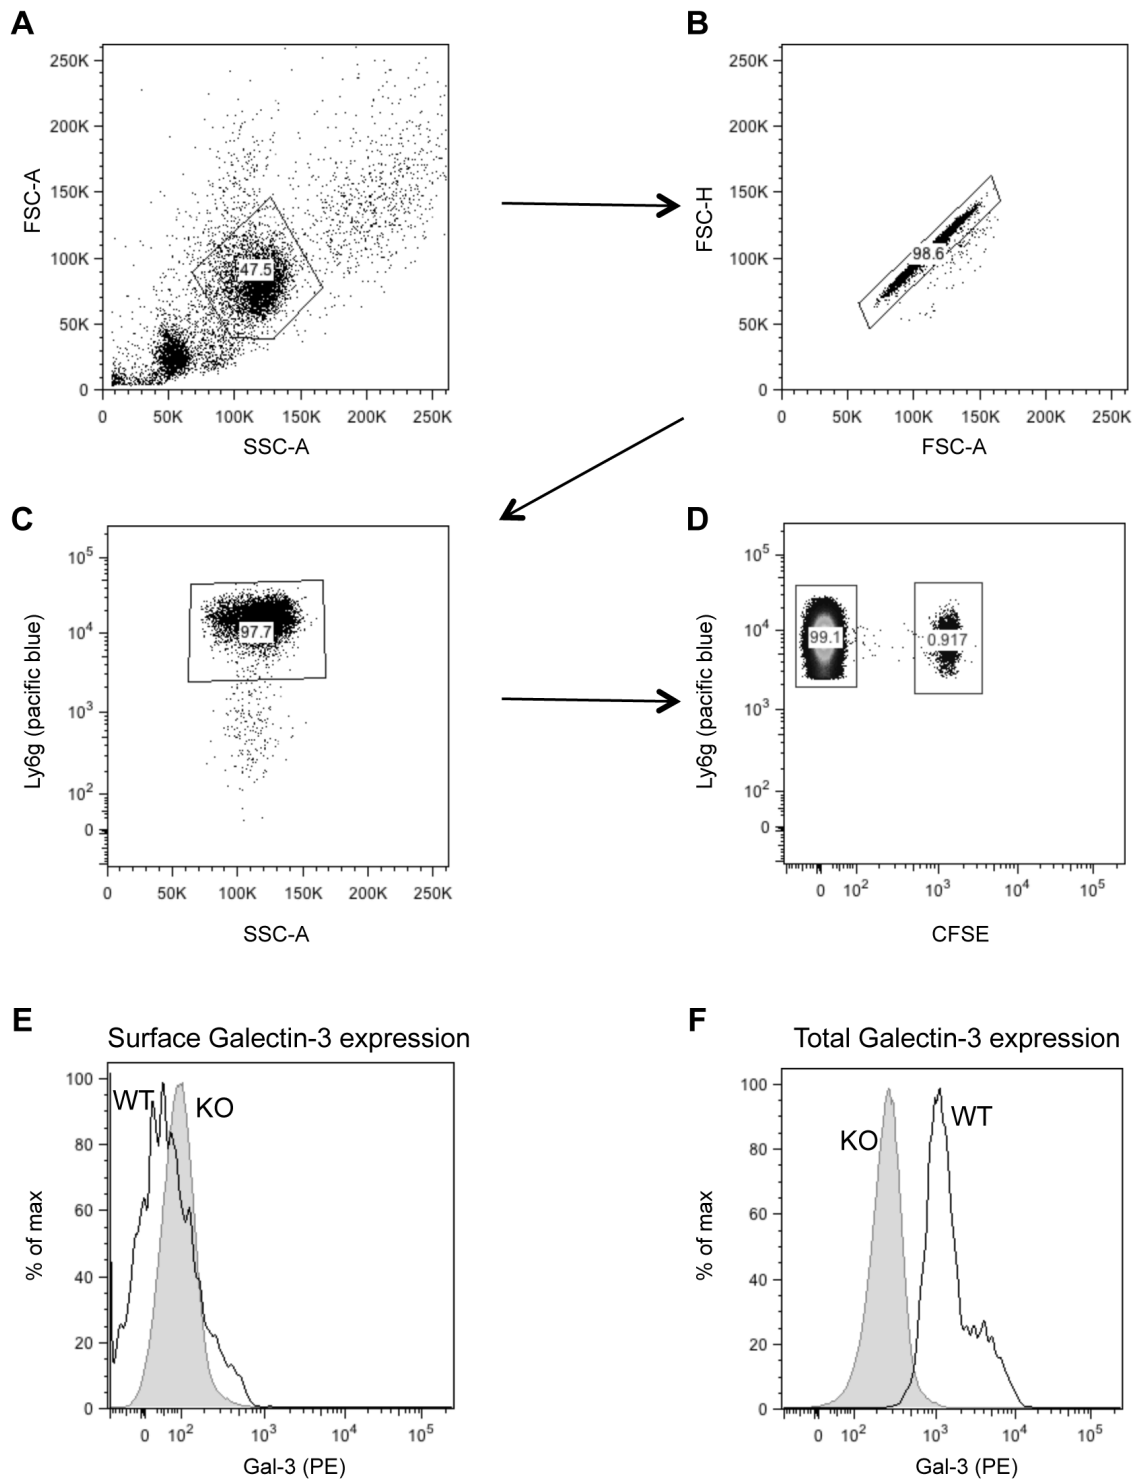 A
250K
200K
150K
100K
50K
0
FSC-A
47.5
0 50K 100K 150K 200K 250K
SSC-A
B
250K
200K
150K
100K
50K
0
FSC-H
98.6
0 50K 100K 150K 200K 250K
FSC-A
C
10^5
10^4
10^3
10^2
0
Ly6g (pacific blue)
97.7
0 50K 100K 150K 200K 250K
SSC-A
D
10^5
10^4
10^3
10^2
0
Ly6g (pacific blue)
99.1
0.917
0 10^2 10^3 10^4 10^5
CFSE
E
Surface Galectin-3 expression
100
80
60
40
20
0
% of max
WT
KO
0 10^2 10^3 10^4 10^5
Gal-3 (PE)
F
Total Galectin-3 expression
100
80
60
40
20
0
% of max
KO
WT
0 10^2 10^3 10^4 10^5
Gal-3 (PE)